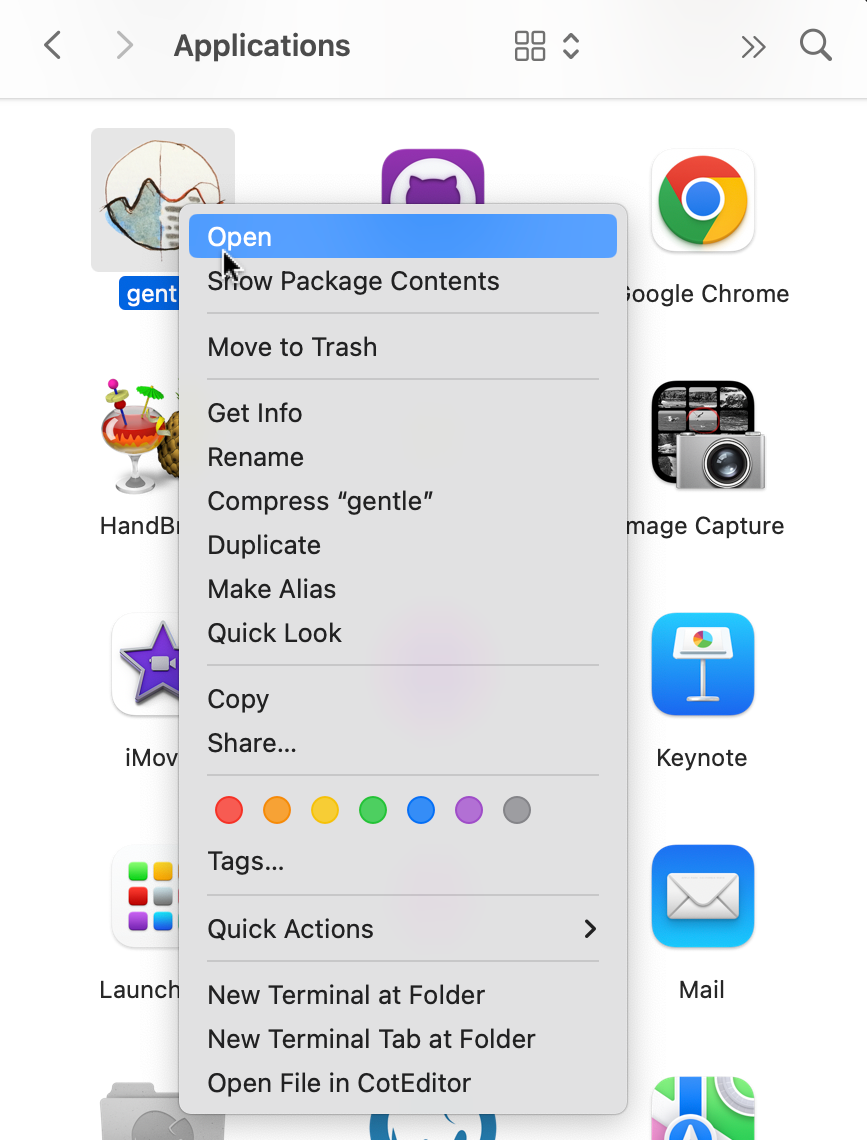 Applications
gent
Open
Show Package Contents
Google Chrome
Move to Trash
Get Info
Rename
Compress “gentle”
HandBr
Image Capture
Duplicate
Make Alias
Quick Look
Copy
Share...
iMov
Keynote
Tags...
Quick Actions
Launch
Mail
New Terminal at Folder
New Terminal Tab at Folder
Open File in CotEditor